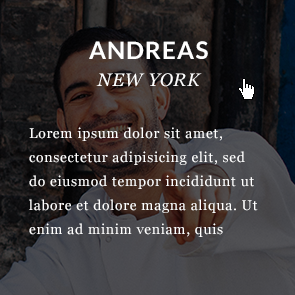 ANDREAS
NEW YORK
Lorem ipsum dolor sit amet,
consectetur adipisicing elit, sed
do eiusmod tempor incididunt ut
labore et dolore magna aliqua. Ut
enim ad minim veniam, quis